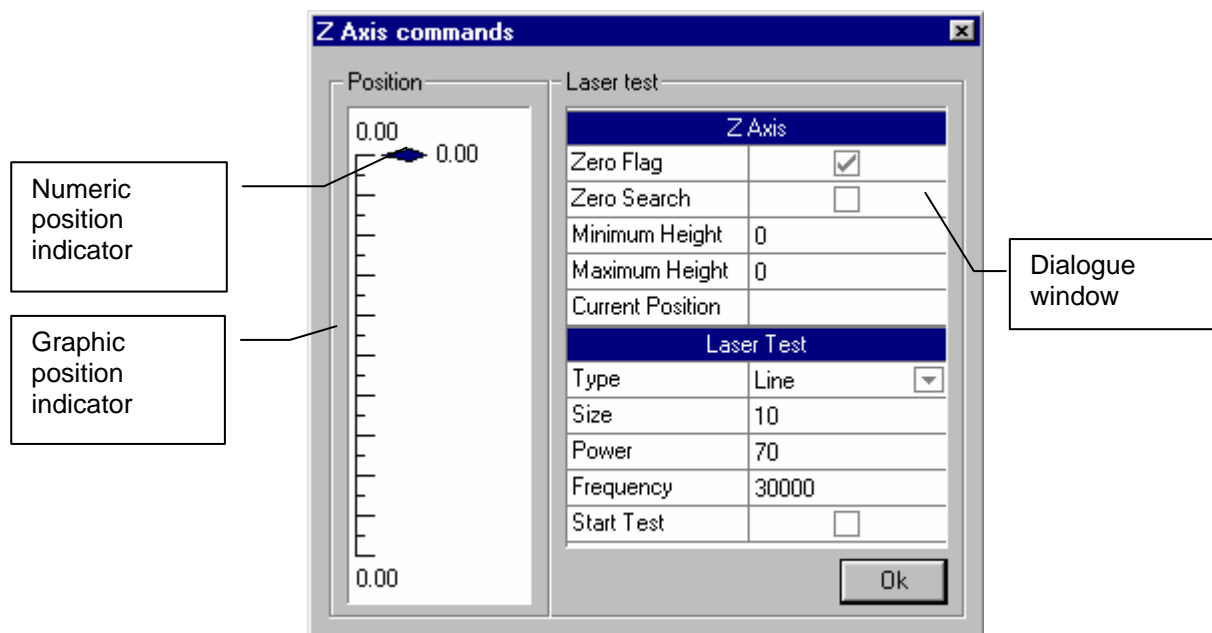 Z Axis commands
Position
0.00
0.00
0.00
Laser test
Z Axis
Zero Flag
Zero Search
Minimum Height 0
Maximum Height 0
Current Position
Laser Test
Type Line
Size 10
Power 70
Frequency 30000
Start Test
Ok
Numeric
position
indicator
Graphic
position
indicator
Dialogue
window